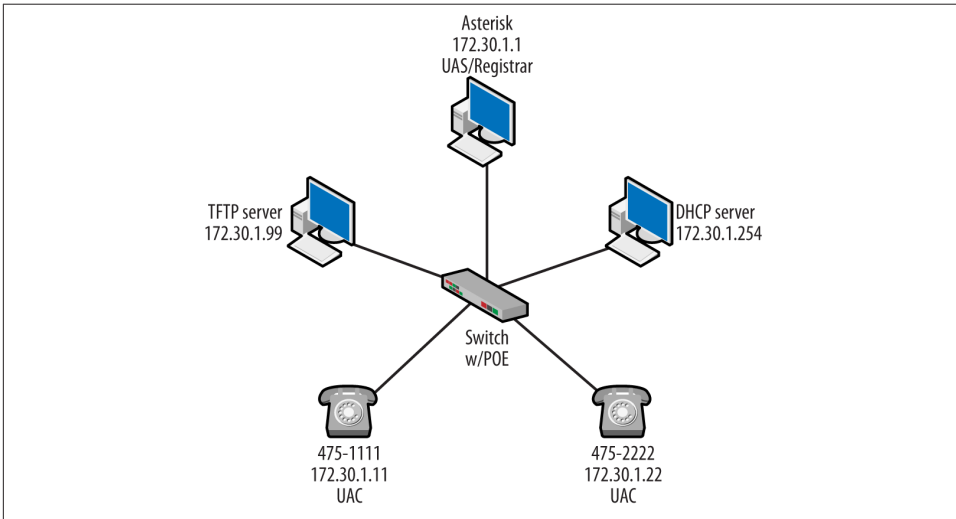 Asterisk
172.30.1.1
UAS/Registrar
TFTP server
172.30.1.99
DHCP server
172.30.1.254
Switch
w/POE
475-1111
172.30.1.11
UAC
475-2222
172.30.1.22
UAC